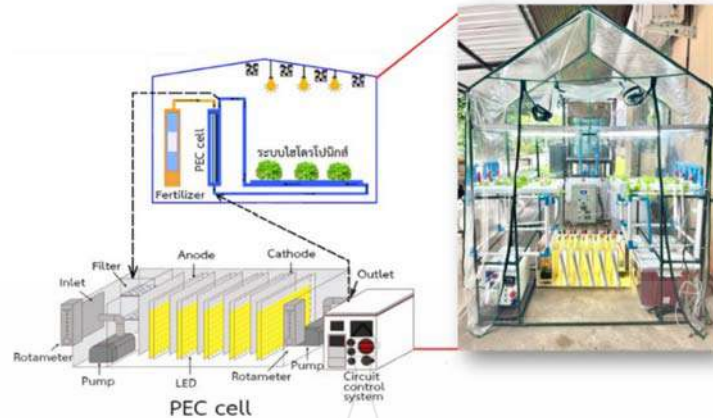 PEC cell
ระบบไฮโดรโปนิกส์
Fertilizer
Anode
Cathode
Filter
Outlet
Inlet
Rotameter
Pump
LED
Rotameter
Pump
Circuit
control
system
PEC cell